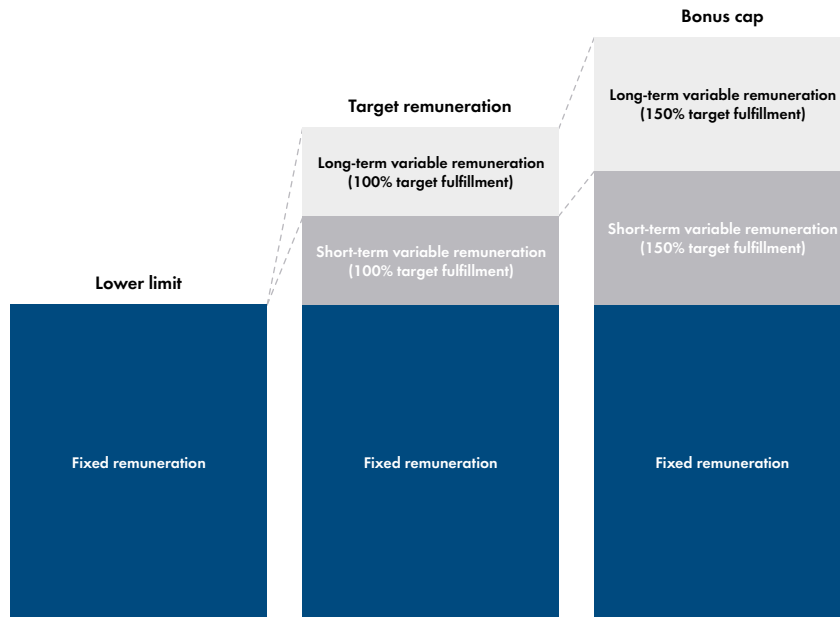 Bonus cap
Long-term variable remuneration
(150% target fulfillment)
Target remuneration
Long-term variable remuneration
(100% target fulfillment)
Short-term variable remuneration
(150% target fulfillment)
Short-term variable remuneration
(100% target fulfillment)
Lower limit
Fixed remuneration
Fixed remuneration
Fixed remuneration